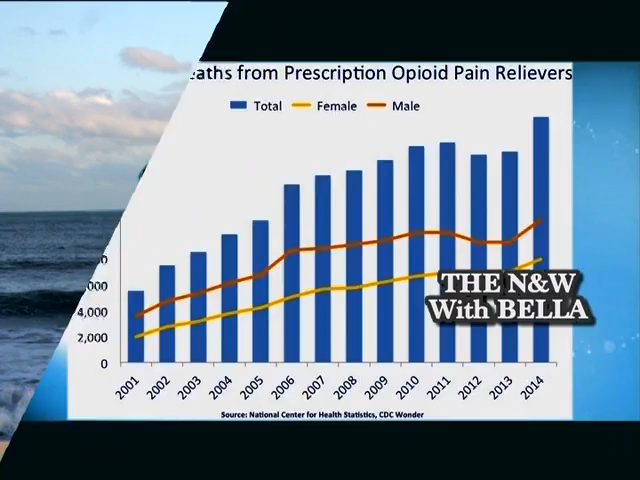 from Prescription Opioid Pain Relievers
Total Female Male
4,000
2,000
0
THE N&W
With BELLA
2001 2002 2003 2004 2005 2006 2007 2008 2009 2010 2011 2012 2013 2014
Source: National Center for Health Statistics, CDC Wonder